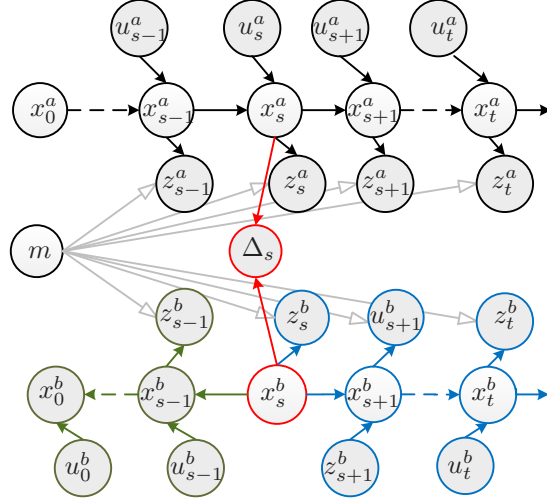 u^a_{s-1} u^a_s u^a_{s+1} u^a_t
x^a_0 x^a_{s-1} x^a_s x^a_{s+1} x^a_t
z^a_{s-1} z^a_s z^a_{s+1} z^a_t
m Δ_s
z^b_{s-1} z^b_s u^b_{s+1} z^b_t
x^b_0 x^b_{s-1} x^b_s x^b_{s+1} x^b_t
u^b_0 u^b_{s-1} z^b_{s+1} u^b_t